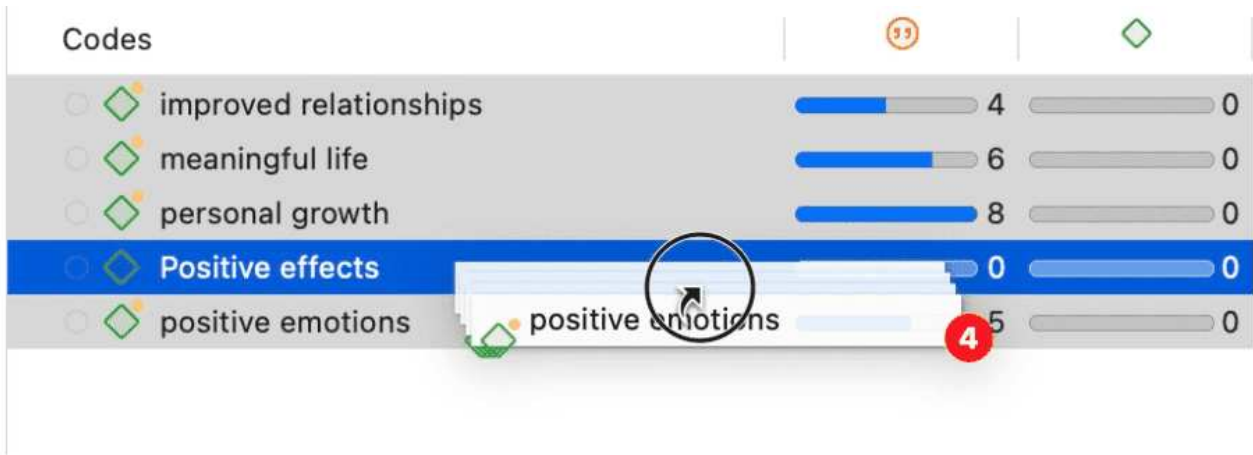 Codes
improved relationships 4 0
meaningful life 6 0
personal growth 8 0
Positive effects 0 0
positive emotions 5 0
positive emotions
4